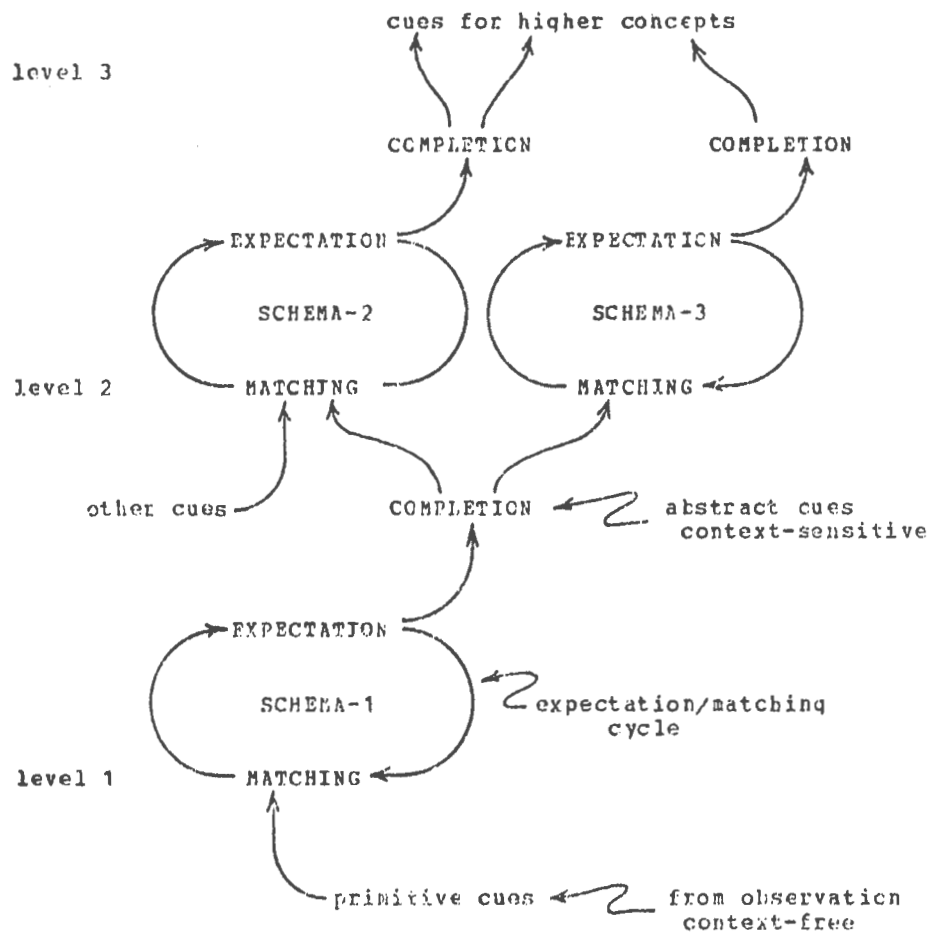 cues for higher concepts
level 3
COMPLETION COMPLETION
EXPECTATION EXPECTATION
SCHEMA-2 SCHEMA-3
level 2 MATCHING MATCHING
other cues COMPLETION abstract cues
context-sensitive
EXPECTATION
SCHEMA-1 expectation/matching
cycle
level 1 MATCHING
primitive cues from observation
context-free